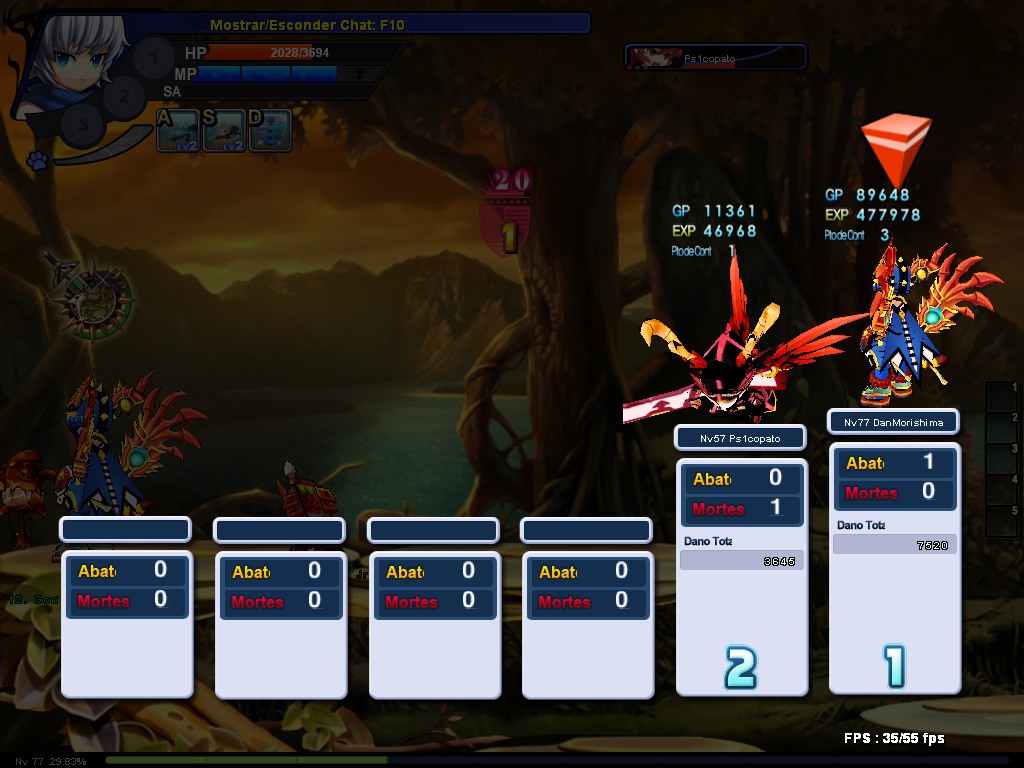 Mostrar/Esconder Chat: F10
HP 2028/3694
MP
SA
1
2
3
A S D
LV2 LV2
Ps1copato
20
1
GP 11361
EXP 46968
PlodeCont 1
GP 89648
EXP 477978
PlodeCont 3
1
2
3
4
5
Nv57 Ps1copato
Nv77 DanMorishima
Abat 0
Mortes 1
Dano Tota
3645
2
Abat 1
Mortes 0
Dano Tota
7520
1
Abat 0
Mortes 0
Abat 0
Mortes 0
Abat 0
Mortes 0
Abat 0
Mortes 0
FPS : 35/55 fps
Nv 77 29.83%